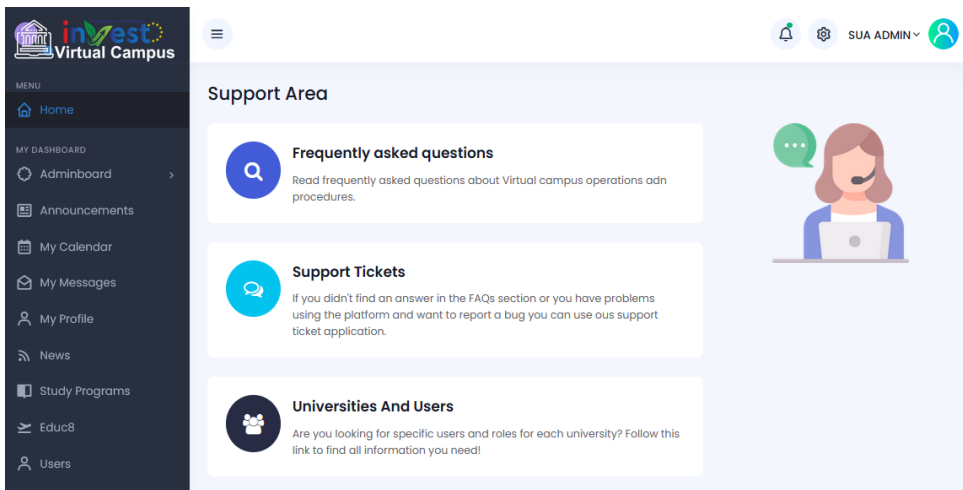 invest
Virtual Campus
SUA ADMIN
MENU
Home
MY DASHBOARD
Adminboard
Announcements
My Calendar
My Messages
My Profile
News
Study Programs
Educ8
Users
Support Area
Frequently asked questions
Read frequently asked questions about Virtual campus operations adn
procedures.
Support Tickets
If you didn't find an answer in the FAQs section or you have problems
using the platform and want to report a bug you can use ous support
ticket application.
Universities And Users
Are you looking for specific users and roles for each university? Follow this
link to find all information you need!